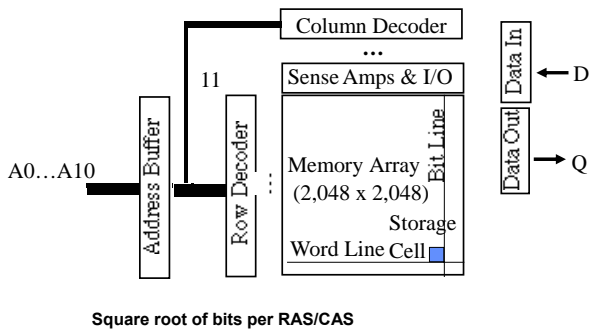 Column Decoder
...
11
Sense Amps & I/O
Data In
D
A0...A10
Address Buffer
Row Decoder
...
Memory Array
(2,048 x 2,048)
Bit Line
Data Out
Q
Storage
Word Line Cell
Square root of bits per RAS/CAS